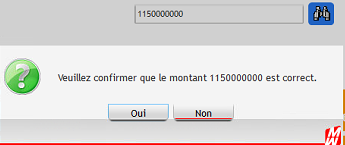 1150000000
Veuillez confirmer que le montant 1150000000 est correct.
Oui Non